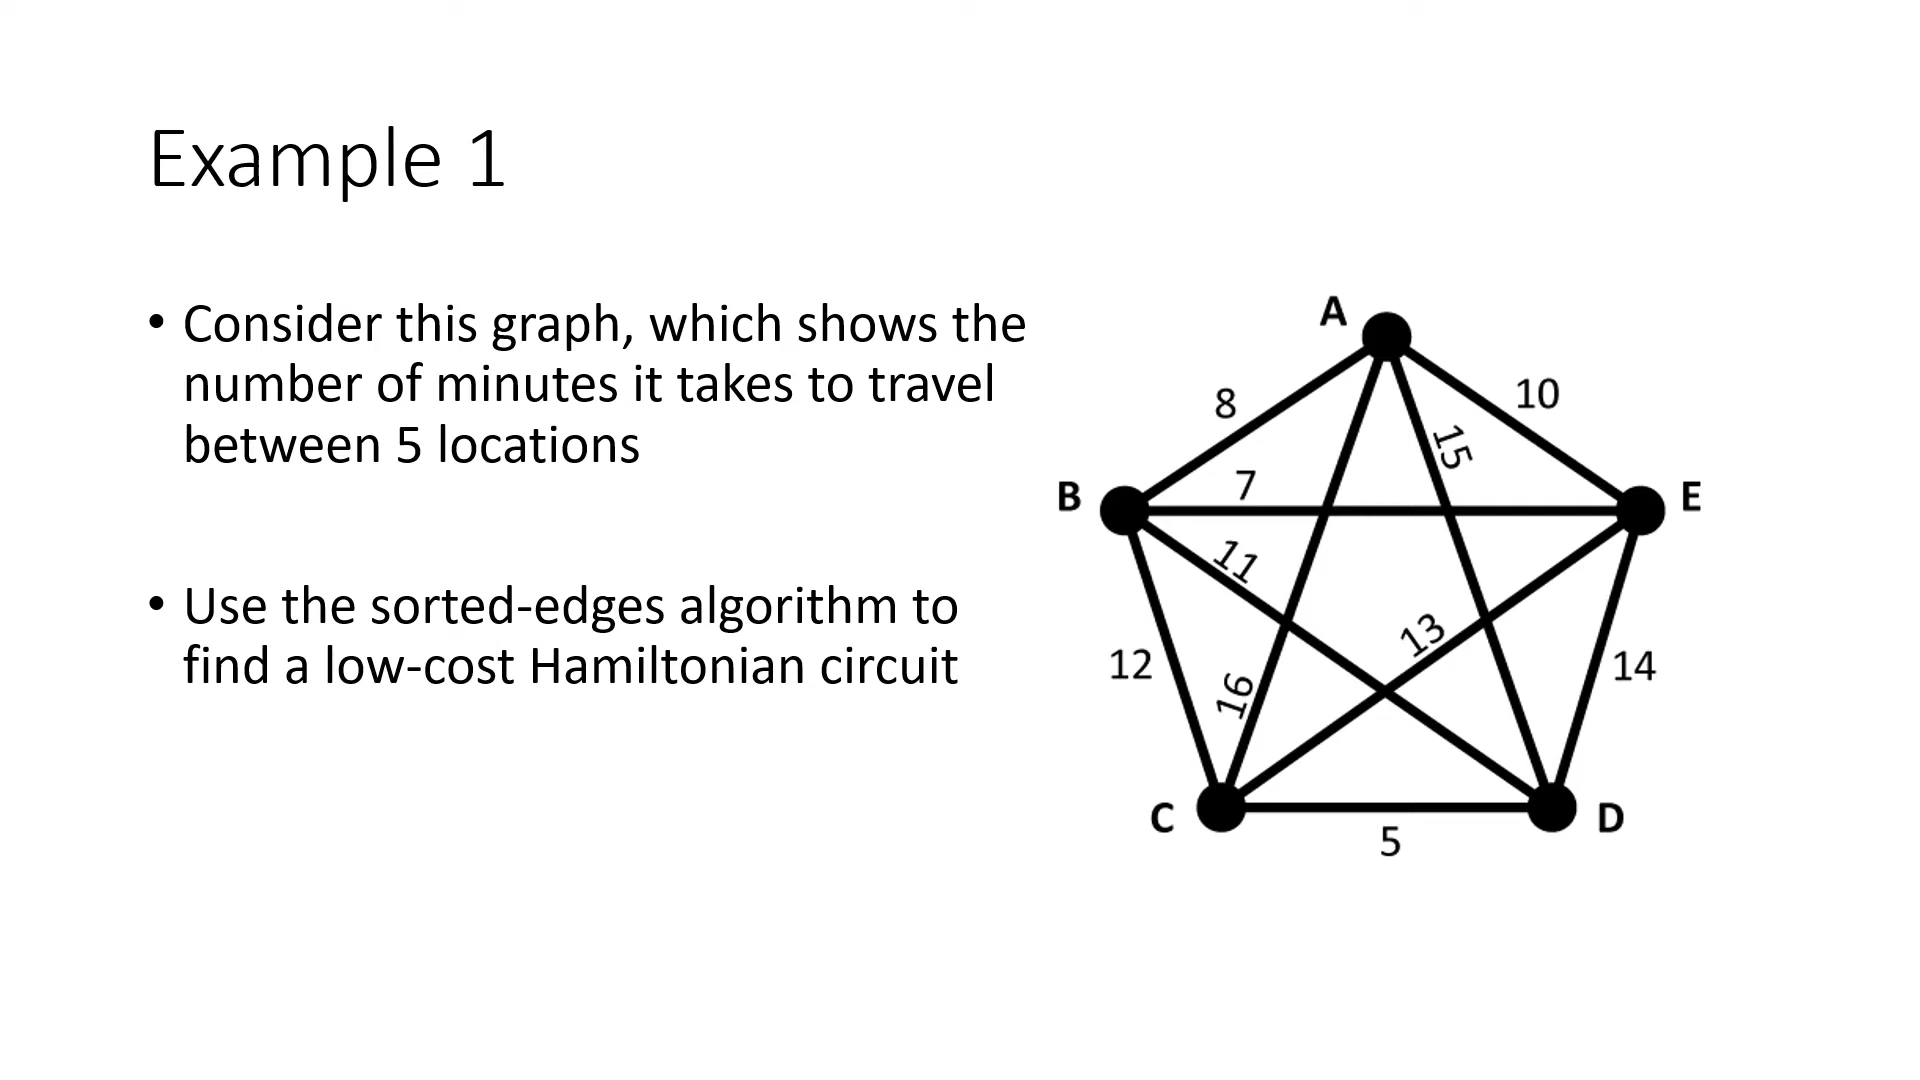 Example 1
• Consider this graph, which shows the
number of minutes it takes to travel
between 5 locations
• Use the sorted-edges algorithm to
find a low-cost Hamiltonian circuit
A
8
10
15
B
7
E
11
13
12
16
14
C
5
D